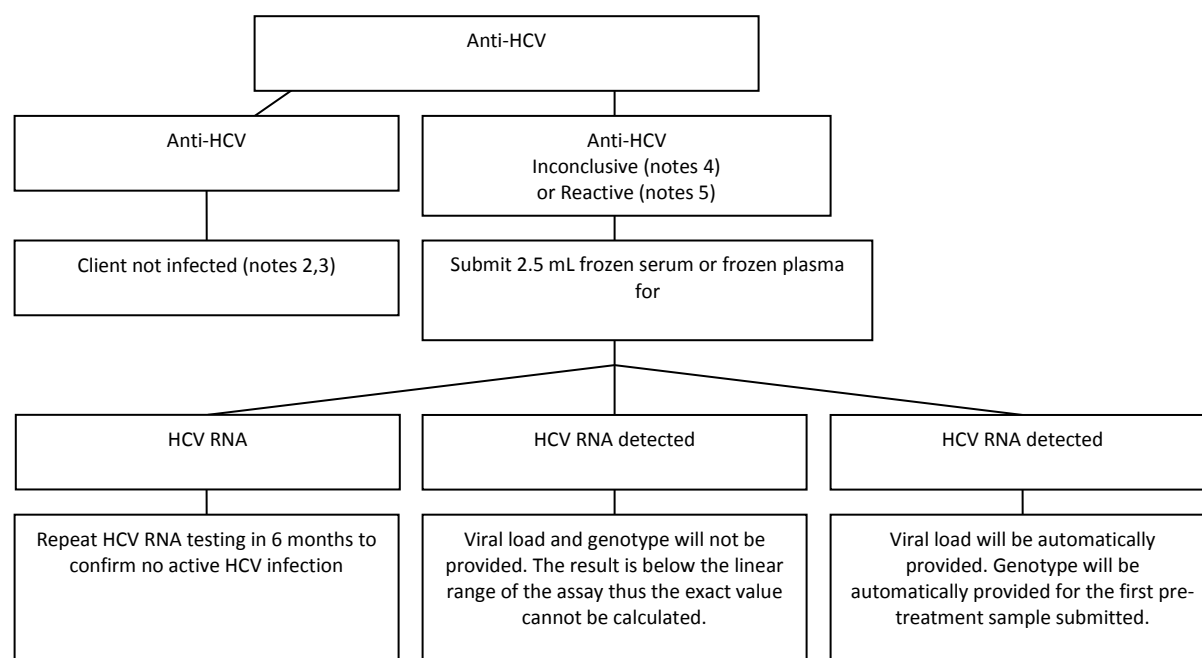 Anti-HCV
Anti-HCV
Anti-HCV
Inconclusive (notes 4)
or Reactive (notes 5)
Client not infected (notes 2,3)
Submit 2.5 mL frozen serum or frozen plasma
for
HCV RNA
HCV RNA detected
HCV RNA detected
Repeat HCV RNA testing in 6 months to
confirm no active HCV infection
Viral load and genotype will not be
provided. The result is below the linear
range of the assay thus the exact value
cannot be calculated.
Viral load will be automatically
provided. Genotype will be
automatically provided for the first pre-
treatment sample submitted.